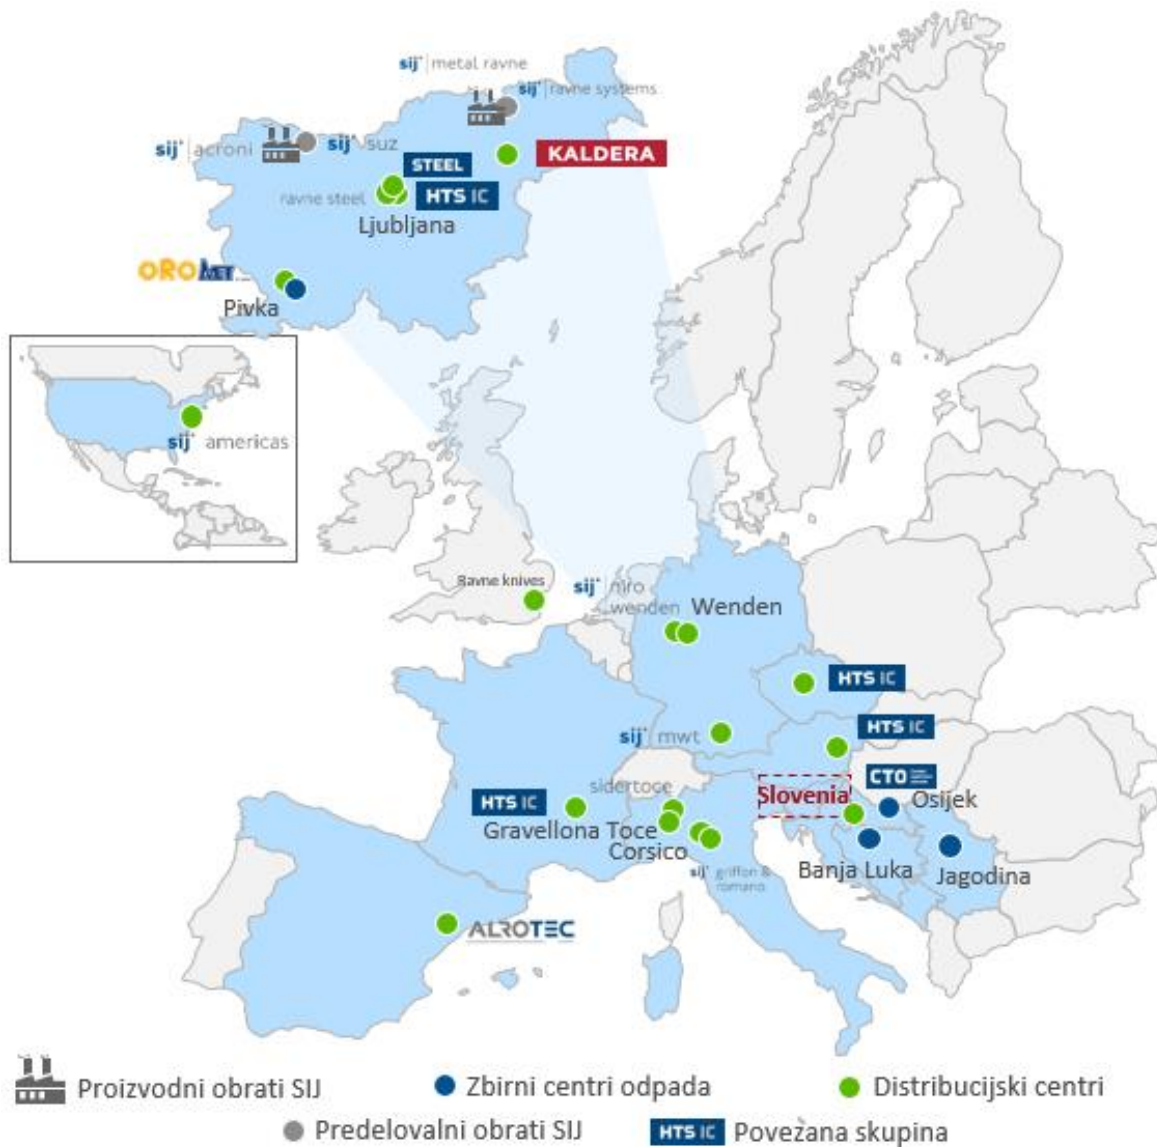 sij | metal ravne
sij | ravne systems
sij | acroni
sij | suz
KALDERA
STEEL
ravne steel
HTS IC
Ljubljana
OROMET
Pivka
sij americas
Ravne knives
sij | niro
wenden
Wenden
HTS IC
HTS IC
sij | mwt
CTO
Slovenia
Osijek
sidertoce
HTS IC
Gravellona Toce
Corsico
Banja Luka
Jagodina
sij griffon &
romano
ALROTEC
Proizvodni obrati SIJ
Zbirni centri odpada
Distribucijski centri
Predelovalni obrati SIJ
HTS IC Povezana skupina